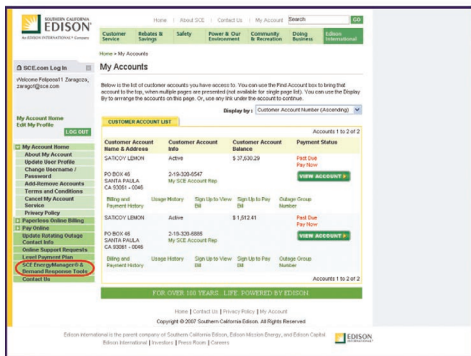 SOUTHERN CALIFORNIA
EDISON
An EDISON INTERNATIONAL® Company
Home | About SCE | Contact Us | My Account Search GO
Customer Service
Rebates & Savings
Safety
Power & Our Environment
Community & Recreation
Doing Business
Edison International
Home > My Accounts
SCE.com Log In
Zaragoza,
zaragof@sce.com
My Account Home
Edit My Profile
LOG OUT
My Account Home
About My Account
Update User Profile
Change Username / Password
Add-Remove Accounts
Terms and Conditions
Cancel My Account Service
Privacy Policy
Paperless Online Billing
Pay Online
Update Rotating Outage Contact Info
Online Support Requests
Level Payment Plan
SCE EnergyManager® & Demand Response Tools
Contact Us
My Accounts
Below is the list of customer accounts you have access to. You can use the First Account box to bring that
account to the top, when multiple pages are presented (not available for single page list). You can use the Display
By to arrange the accounts on this page. Or, use any link under the account to continue.
Display by: Customer Account Number (Ascending)
CUSTOMER ACCOUNT LIST
Accounts 1 to 2 of 2
Customer Account Name & Address
Customer Account Info
Customer Account Balance
Payment Status
SATICOY LEMON Active $ 37,630.29 Past Due
Pay Now
PO BOX 46
SANTA PAULA
CA 93061 - 0046
2-19-320-6547
My SCE Account Rep
VIEW ACCOUNT
Billing and Payment History
Usage History
Sign Up to View Bill
Sign Up to Pay Bill
Outage Group Number
SATICOY LEMON Active $ 1,612.41 Past Due
Pay Now
PO BOX 46
SANTA PAULA
CA 93061 - 0046
My SCE Account Rep
VIEW ACCOUNT
Billing and Payment History
Usage History
Sign Up to View Bill
Sign Up to Pay Bill
Outage Group Number
Accounts 1 to 2 of 2
FOR OVER 100 YEARS...LIFE. POWERED BY EDISON.
Home | Contact Us | Privacy Policy | My Account
Copyright © 2007 Southern California Edison. All Rights Reserved
Edison International is the parent company of Southern California Edison, Edison Mission Energy, and Edison Capital.
Edison International | Investors | Press Room | Careers
EDISON